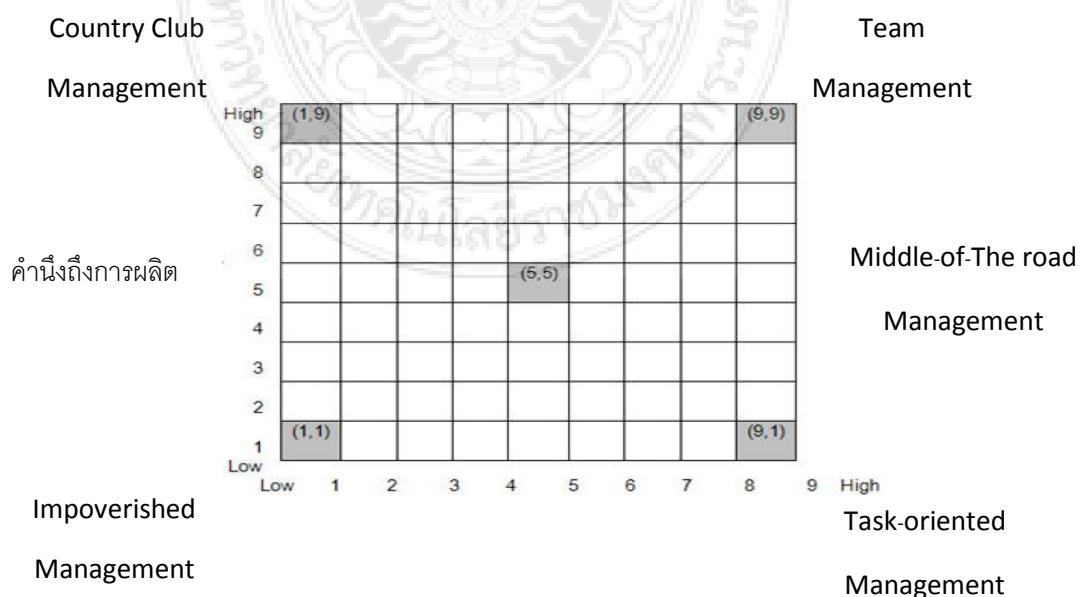 Country Club
Management
Team
Management
High
9
8
7
6
5
4
3
2
1
Low
(1,9)
(9,9)
(5,5)
(1,1)
(9,1)
คำนึงถึงการผลิต
Middle-of-The road
Management
Low 1 2 3 4 5 6 7 8 9 High
Impoverished
Management
Task-oriented
Management